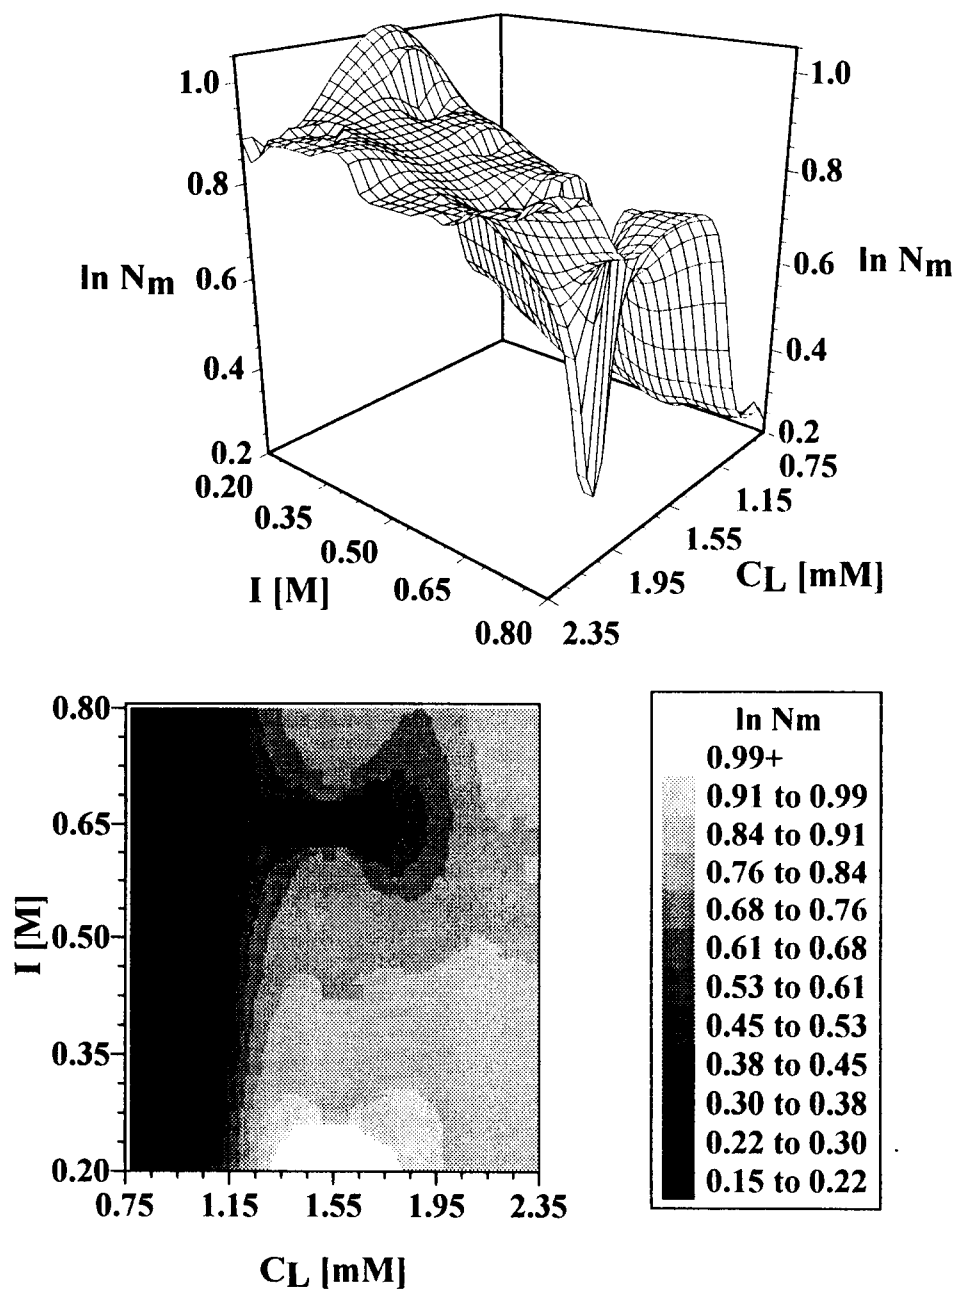 1.0
0.8
ln Nm
0.6
0.4
0.2
1.0
0.8
ln Nm
0.6
0.4
0.2
0.20
0.35
0.50
0.65
0.80
I [M]
0.75
1.15
1.55
1.95
2.35
CL [mM]
0.80
0.65
0.50
0.35
0.20
I [M]
0.75 1.15 1.55 1.95 2.35
CL [mM]
ln Nm
0.99+
0.91 to 0.99
0.84 to 0.91
0.76 to 0.84
0.68 to 0.76
0.61 to 0.68
0.53 to 0.61
0.45 to 0.53
0.38 to 0.45
0.30 to 0.38
0.22 to 0.30
0.15 to 0.22